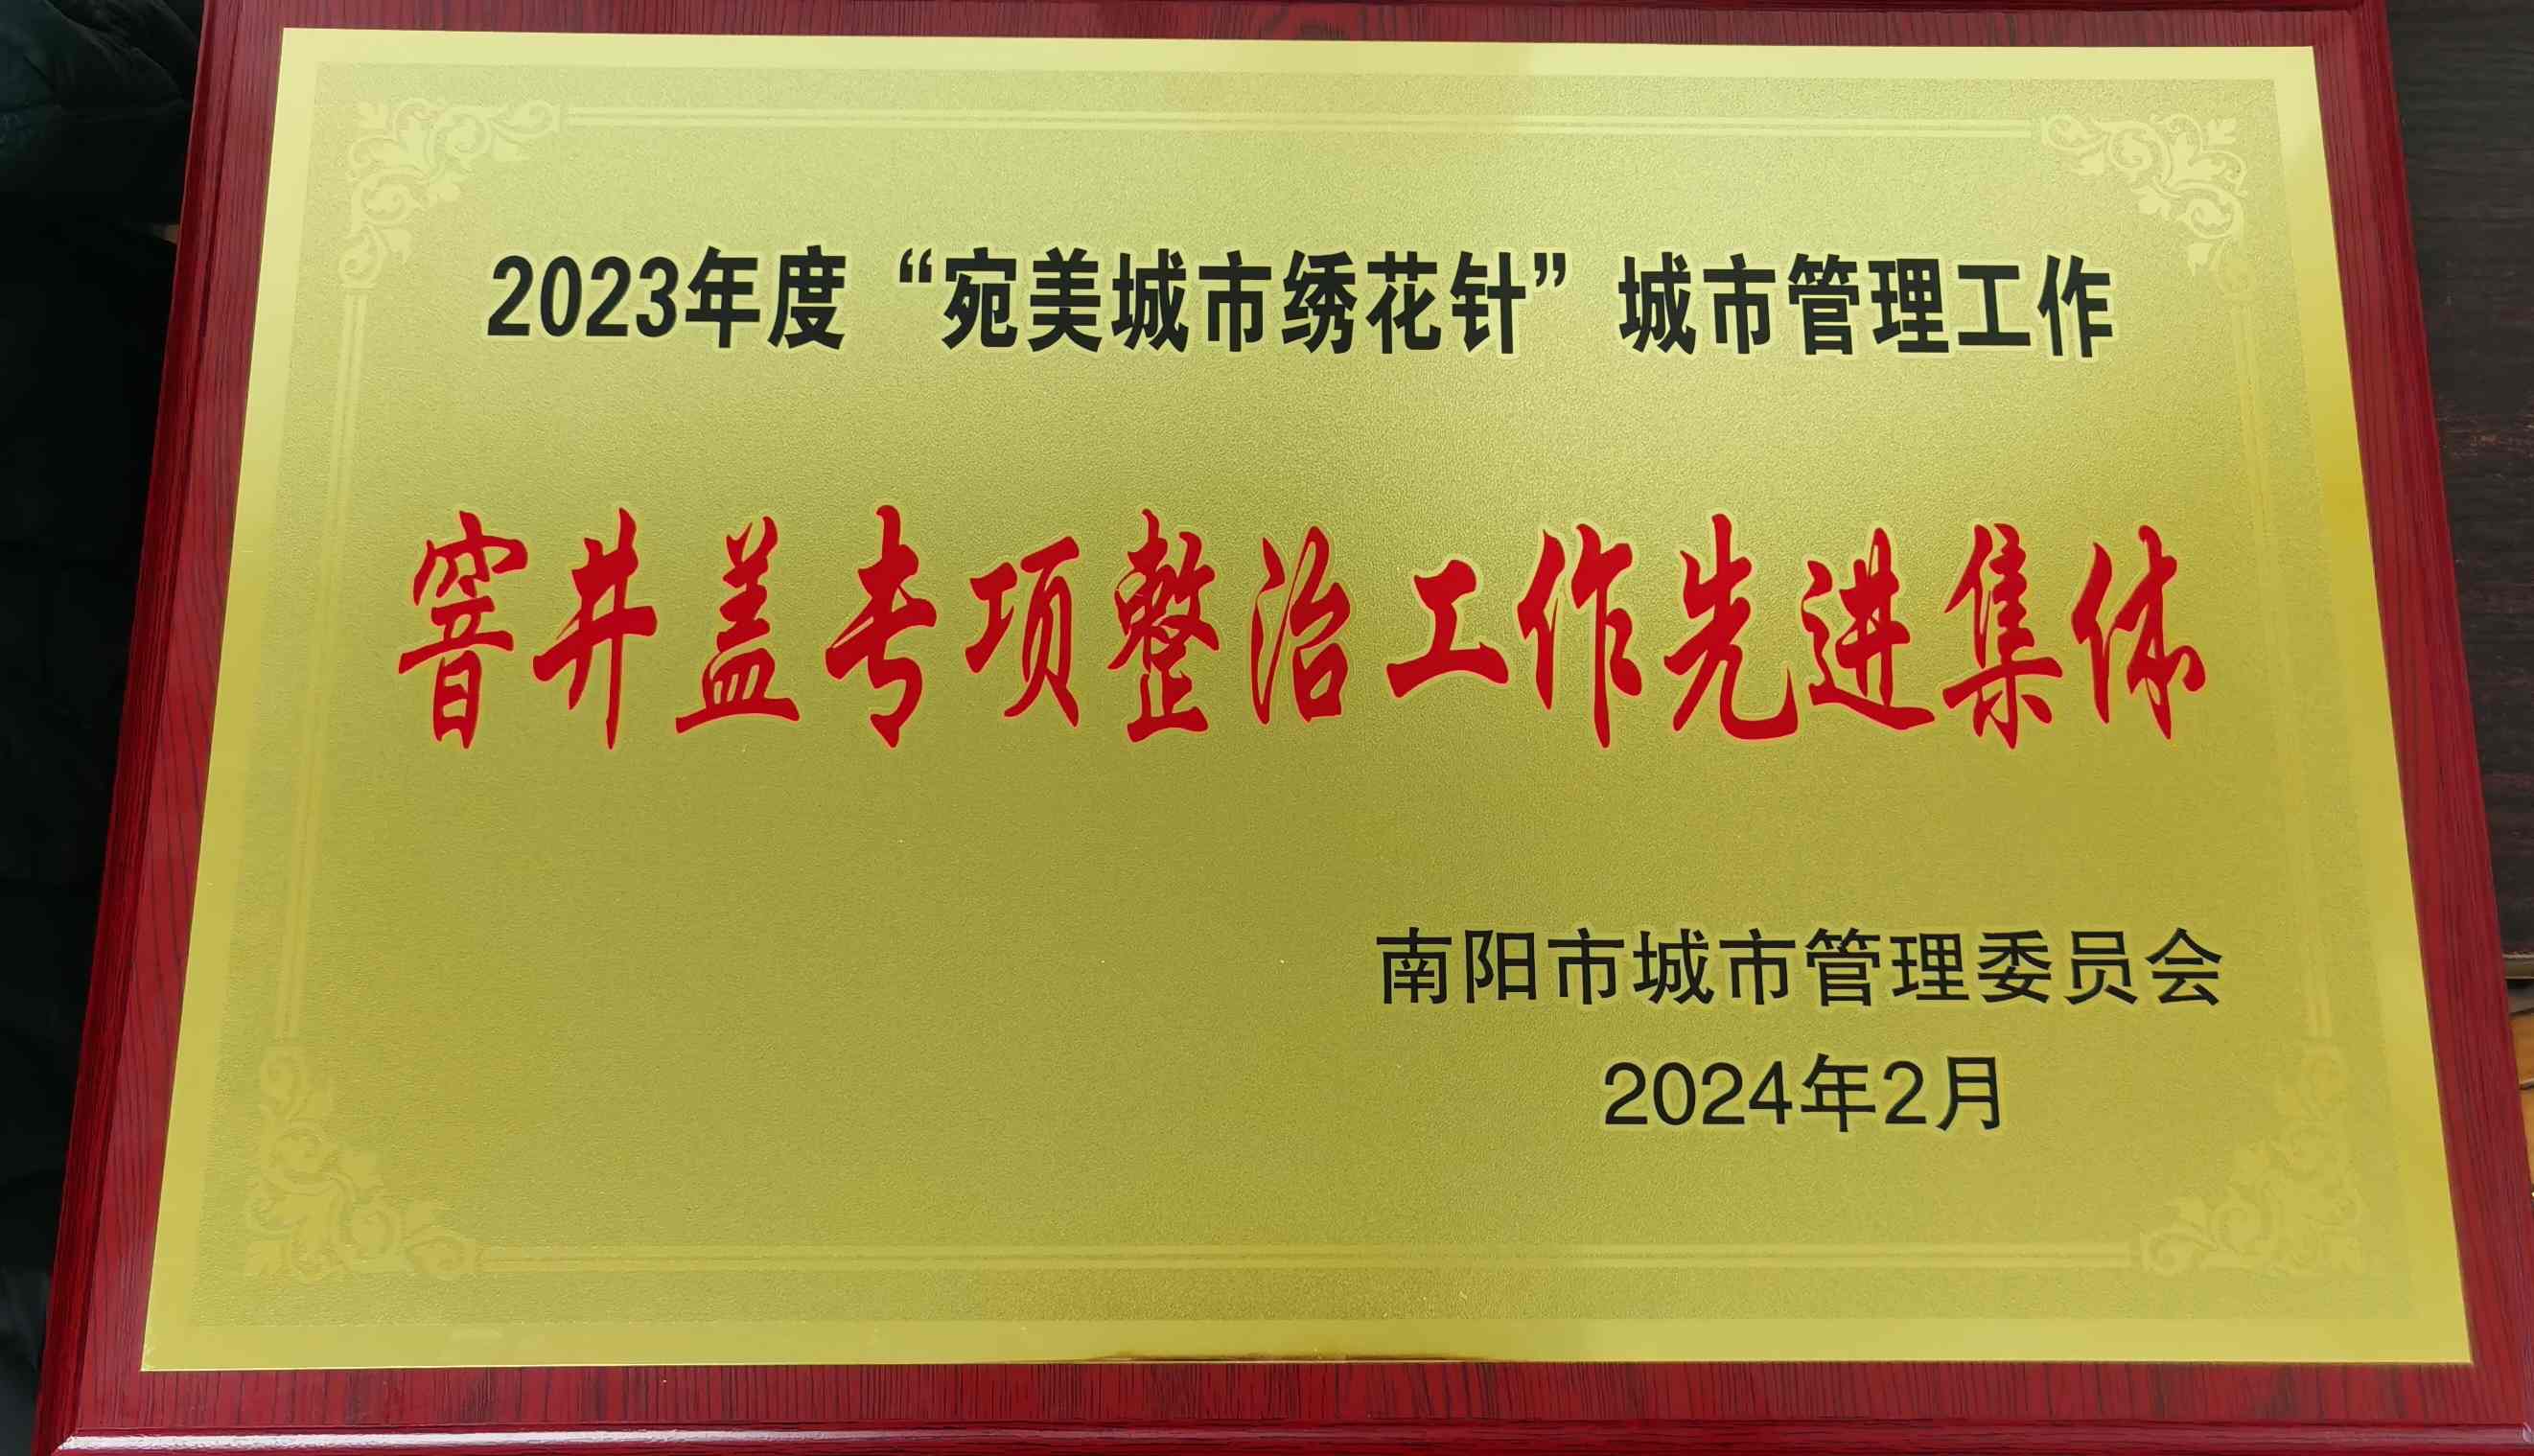 2023年度“宛美城市绣花针”城市管理工作
窨井盖专项整治工作先进集体
南阳市城市管理委员会
2024年2月